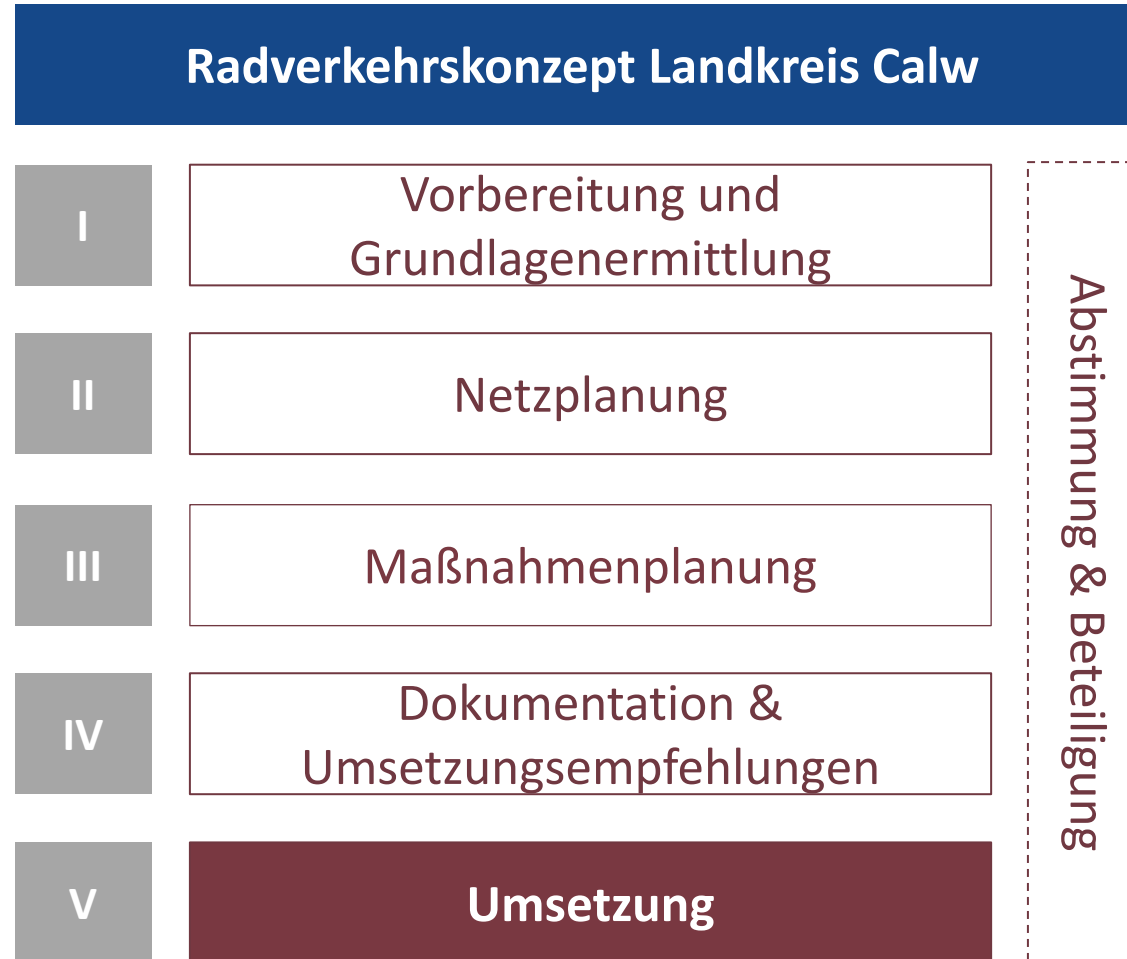 Radverkehrskonzept Landkreis Calw
I
Vorbereitung und
Grundlagenermittlung
II
Netzplanung
III
Maßnahmenplanung
IV
Dokumentation &
Umsetzungsempfehlungen
V
Umsetzung
Abstimmung & Beteiligung